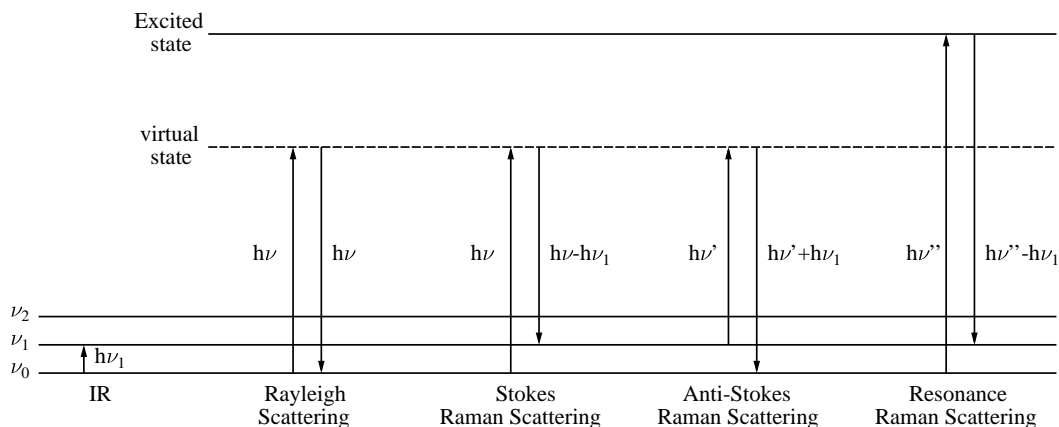 Excited
state
virtual
state
hν
hν
hν
hν-hν₁
hν'
hν'+hν₁
hν''
hν''-hν₁
ν₂
ν₁
hν₁
ν₀
IR
Rayleigh
Scattering
Stokes
Raman Scattering
Anti-Stokes
Raman Scattering
Resonance
Raman Scattering